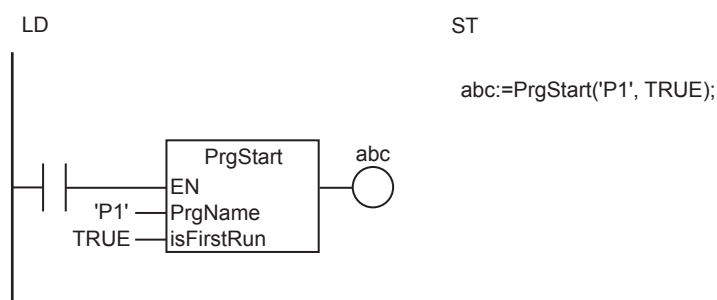 LD
ST
abc:=PrgStart('P1', TRUE);
PrgStart
abc
EN
'P1'
PrgName
TRUE
isFirstRun